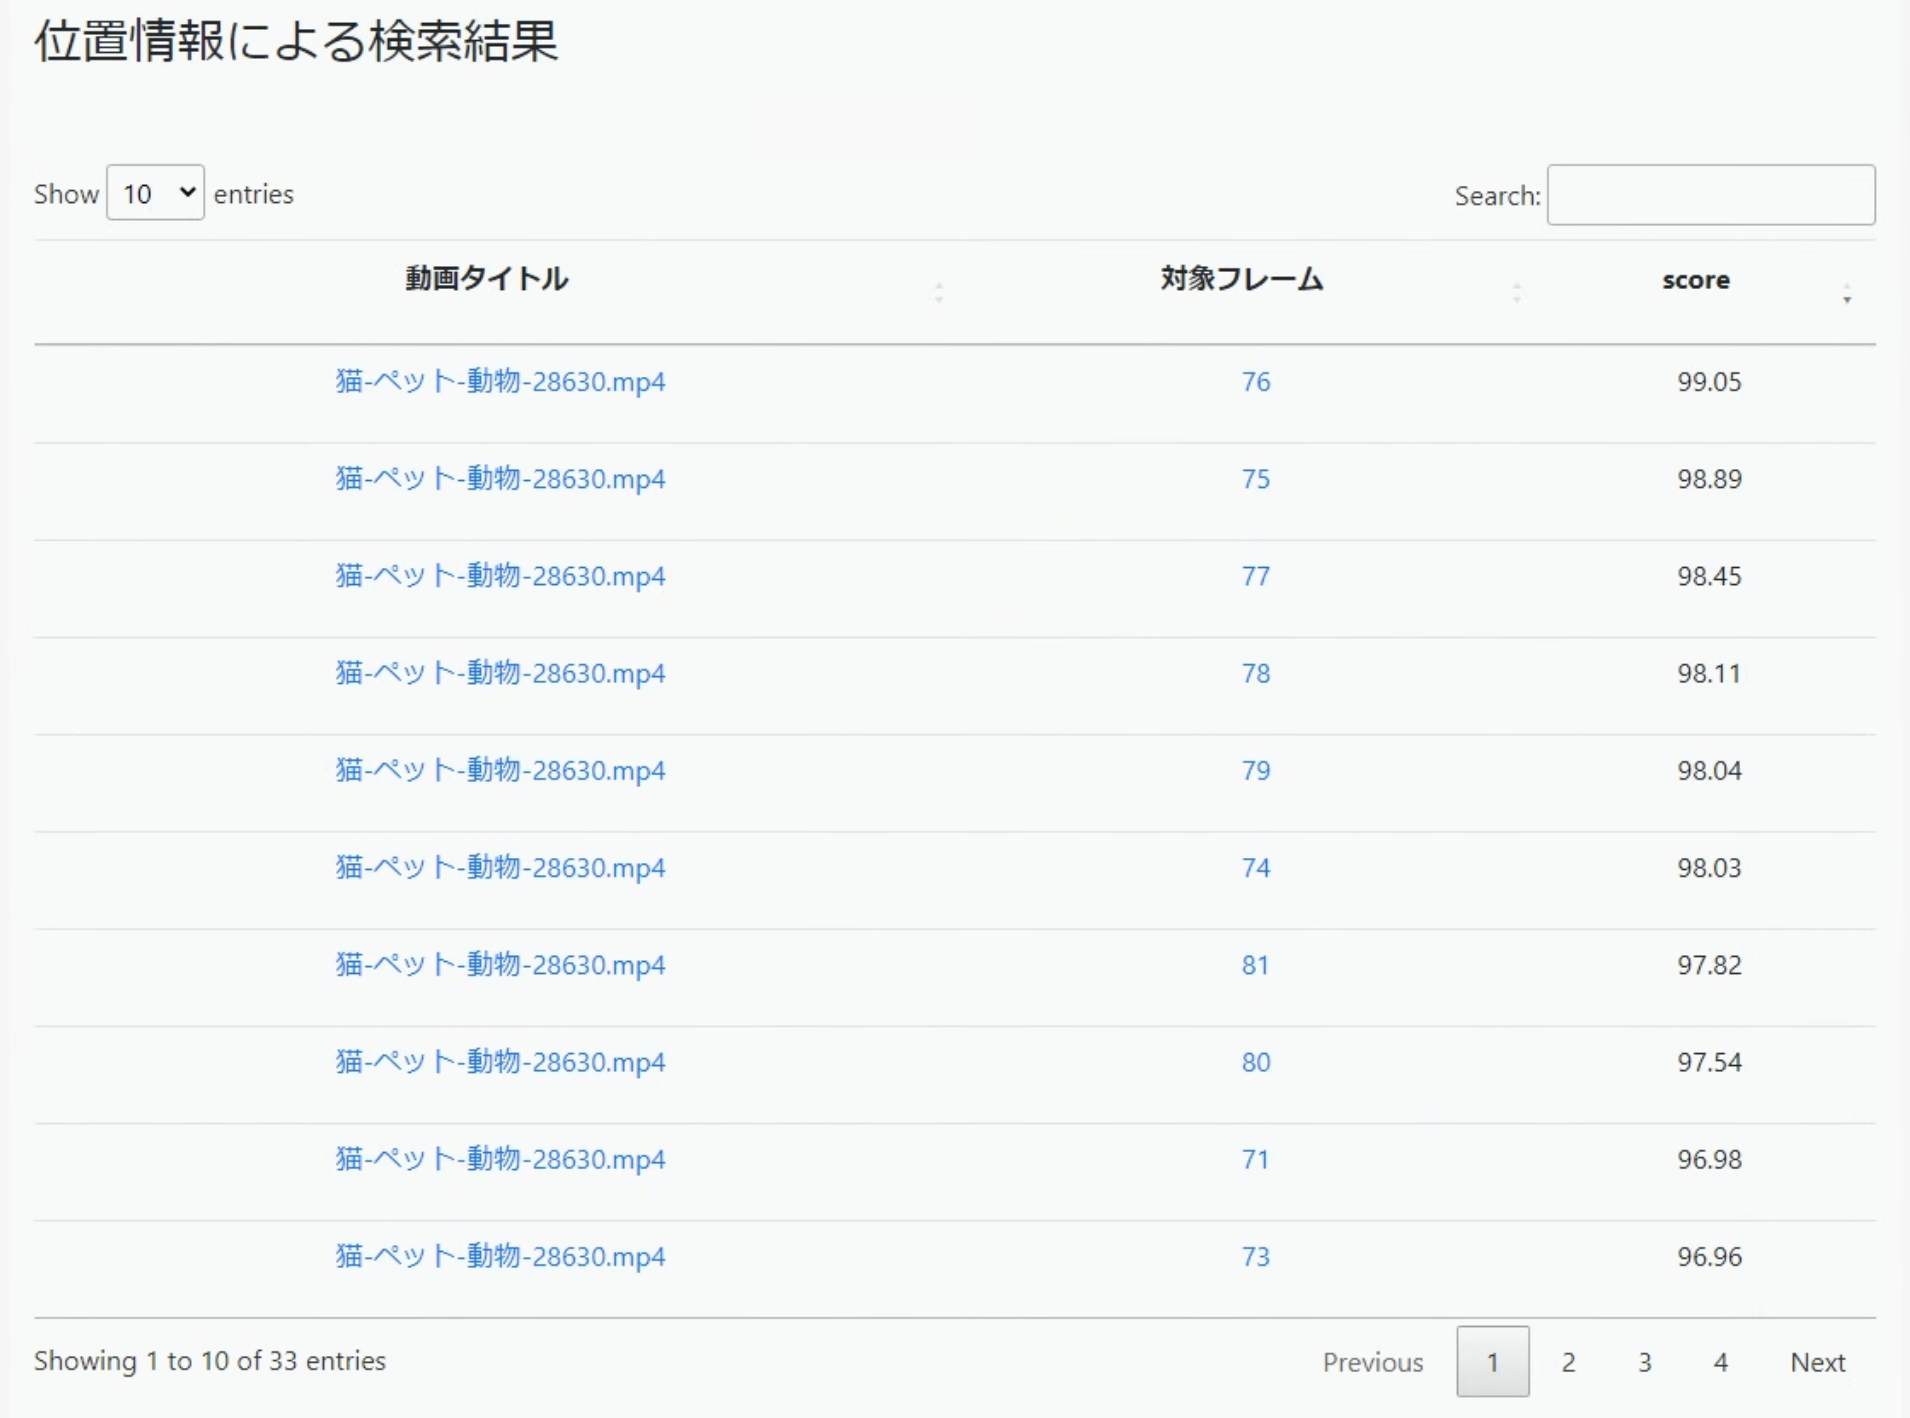 位置情報による検索結果
Show 10 entries Search:
動画タイトル 対象フレーム score
猫-ペット-動物-28630.mp4 76 99.05
猫-ペット-動物-28630.mp4 75 98.89
猫-ペット-動物-28630.mp4 77 98.45
猫-ペット-動物-28630.mp4 78 98.11
猫-ペット-動物-28630.mp4 79 98.04
猫-ペット-動物-28630.mp4 74 98.03
猫-ペット-動物-28630.mp4 81 97.82
猫-ペット-動物-28630.mp4 80 97.54
猫-ペット-動物-28630.mp4 71 96.98
猫-ペット-動物-28630.mp4 73 96.96
Showing 1 to 10 of 33 entries Previous 1 2 3 4 Next